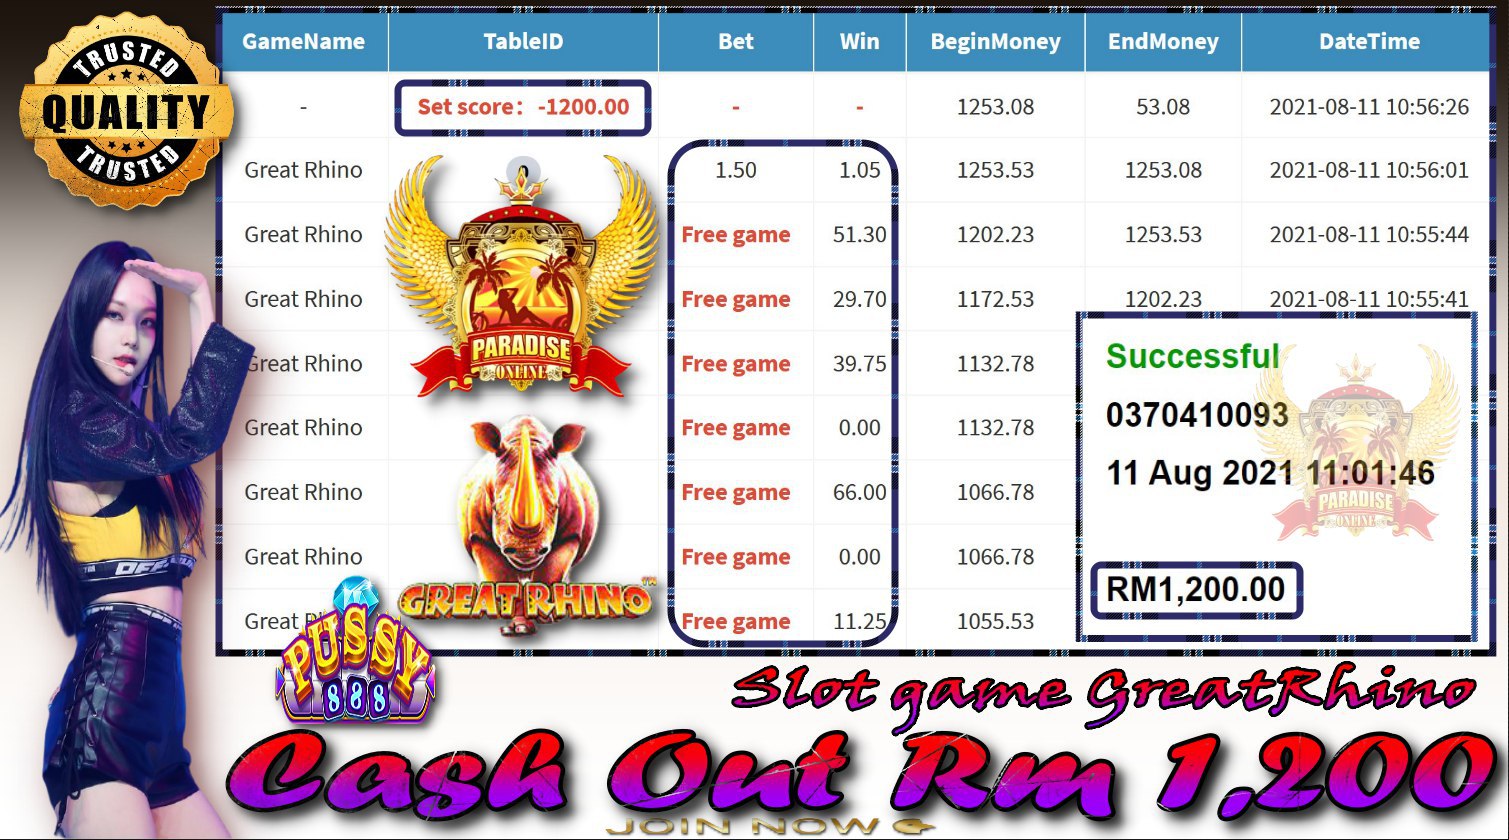 TRUSTED
QUALITY
TRUSTED
GameName TableID Bet Win BeginMoney EndMoney DateTime
- Set score： -1200.00 - - 1253.08 53.08 2021-08-11 10:56:26
Great Rhino 1.50 1.05 1253.53 1253.08 2021-08-11 10:56:01
Great Rhino Free game 51.30 1202.23 1253.53 2021-08-11 10:55:44
Great Rhino Free game 29.70 1172.53 1202.23 2021-08-11 10:55:41
Great Rhino Free game 39.75 1132.78
Great Rhino Free game 0.00 1132.78
Great Rhino Free game 66.00 1066.78
Great Rhino Free game 0.00 1066.78
Great Free game 11.25 1055.53
PARADISE
ONLINE
GREAT RHINO™
Successful
0370410093
11 Aug 2021 11:01:46
PARADISE
ONLINE
RM1,200.00
OFF
PUSSY
888
Slot game GreatRhino
Cash Out Rm 1,200
JOIN NOW